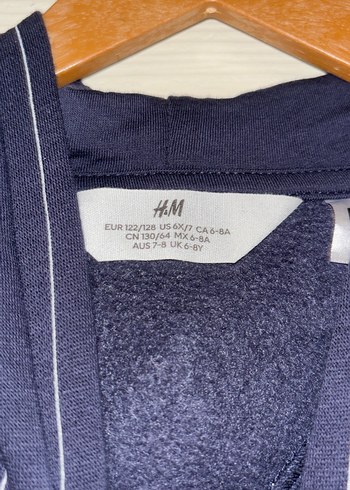 H&M
EUR 122/128 US 6X/7 CA 6-8A
CN 130/64 MX 6-8A
AUS 7-8 UK 6-8Y